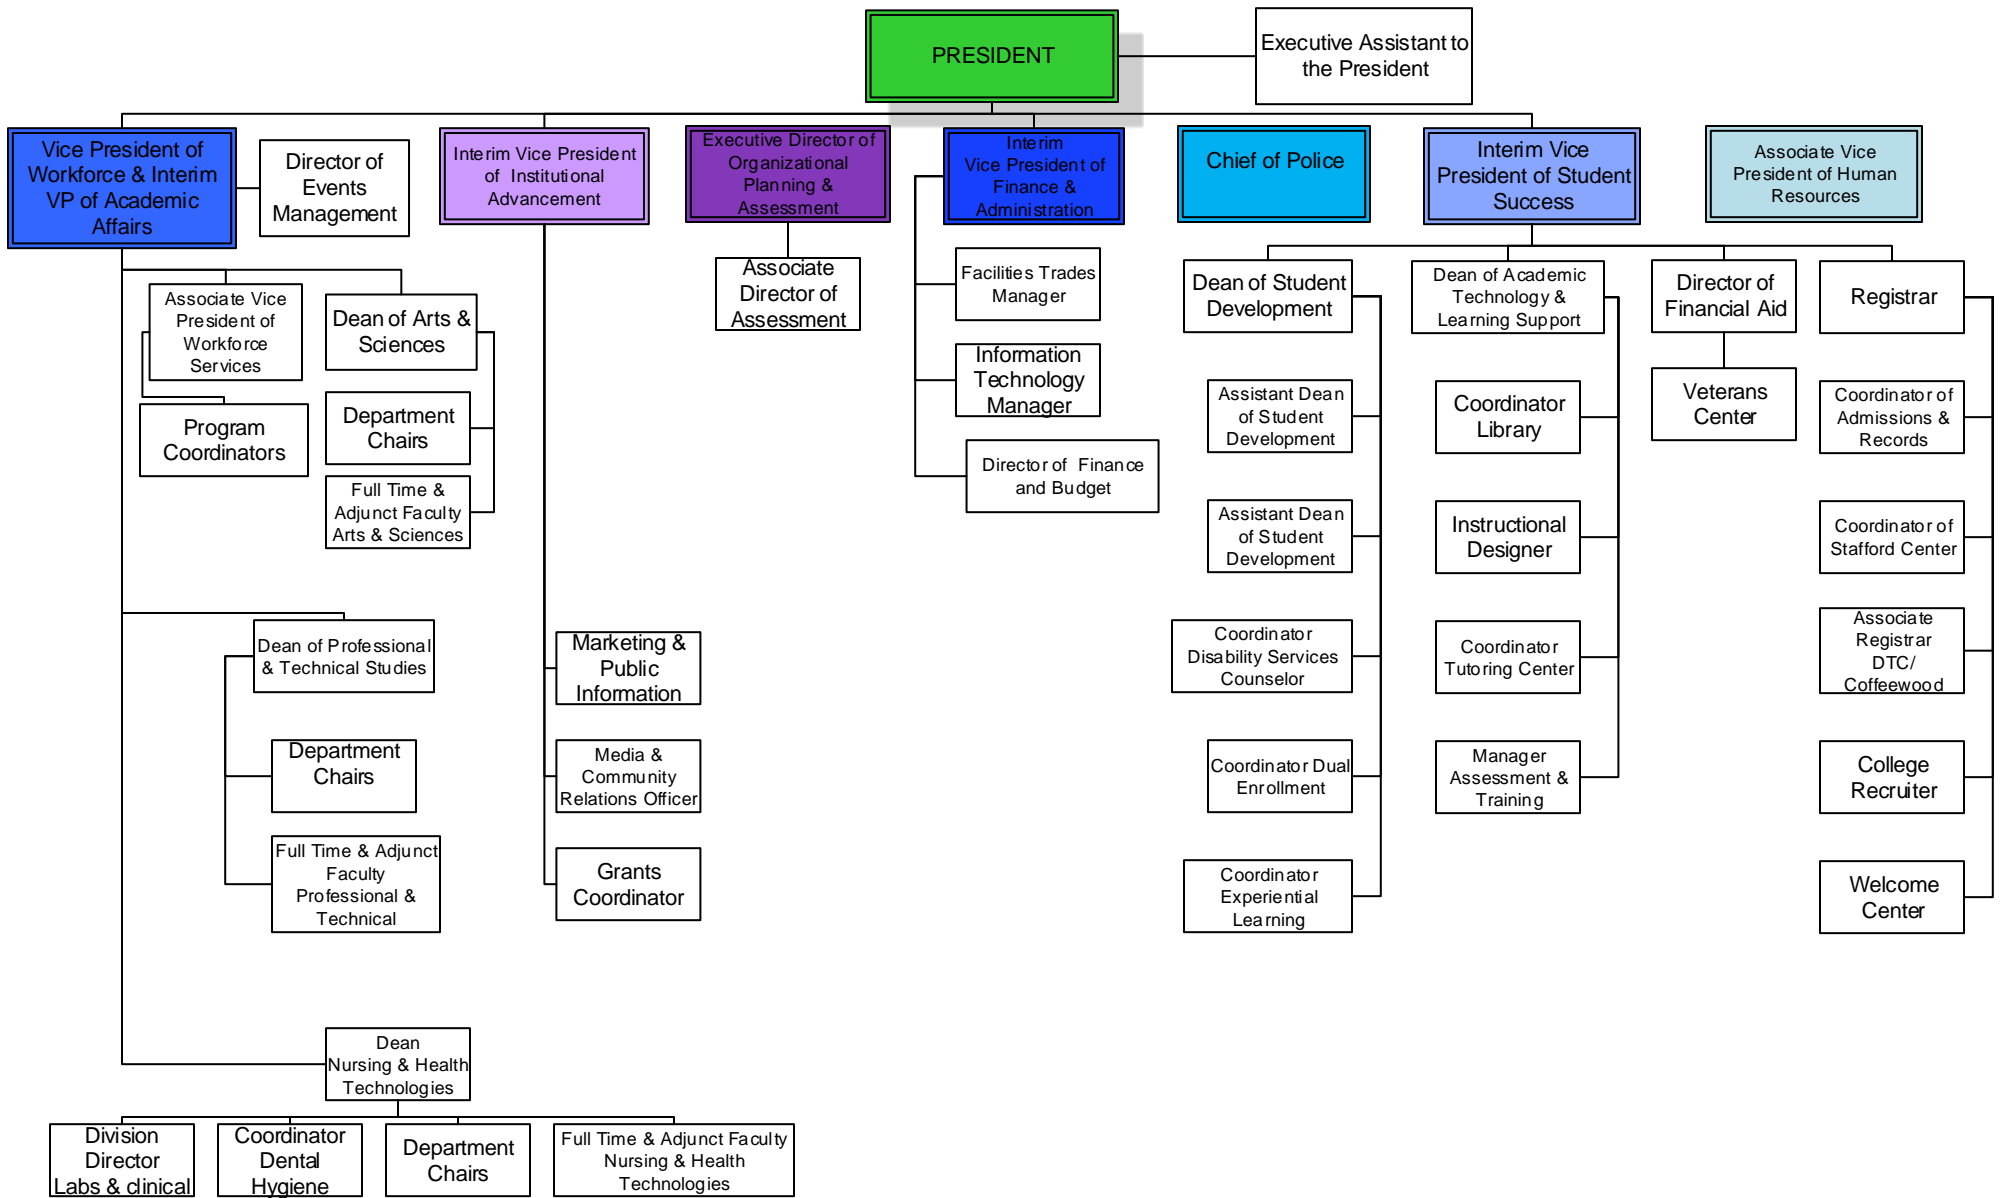 PRESIDENT
Executive Assistant to
the President
Vice President of
Workforce & Interim
VP of Academic
Affairs
Director of
Events
Management
Interim Vice President
of Institutional
Advancement
Executive Director of
Organizational
Planning &
Assessment
Interim
Vice President of
Finance &
Administration
Chief of Police
Interim Vice
President of Student
Success
Associate Vice
President of Human
Resources
Associate Vice
President of
Workforce
Services
Dean of Arts &
Sciences
Associate
Director of
Assessment
Facilities Trades
Manager
Dean of Student
Development
Dean of Academic
Technology &
Learning Support
Director of
Financial Aid
Registrar
Program
Coordinators
Department
Chairs
Information
Technology
Manager
Assistant Dean
of Student
Development
Coordinator
Library
Veterans
Center
Coordinator of
Admissions &
Records
Full Time &
Adjunct Faculty
Arts & Sciences
Director of Finance
and Budget
Assistant Dean
of Student
Development
Instructional
Designer
Coordinator of
Stafford Center
Dean of Professional
& Technical Studies
Marketing &
Public
Information
Coordinator
Disability Services
Counselor
Coordinator
Tutoring Center
Associate
Registrar
DTC/
Coffeewood
Department
Chairs
Media &
Community
Relations Officer
Coordinator Dual
Enrollment
Manager
Assessment &
Training
College
Recruiter
Full Time & Adjunct
Faculty
Professional &
Technical
Grants
Coordinator
Coordinator
Experiential
Learning
Welcome
Center
Dean
Nursing & Health
Technologies
Division
Director
Labs & clinical
Coordinator
Dental
Hygiene
Department
Chairs
Full Time & Adjunct Faculty
Nursing & Health
Technologies